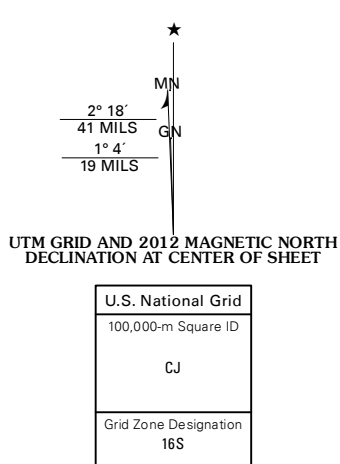 ★
MN
2° 18´
41 MILS
GN
1° 4´
19 MILS
UTM GRID AND 2012 MAGNETIC NORTH
DECLINATION AT CENTER OF SHEET
U.S. National Grid
100,000-m Square ID
CJ
Grid Zone Designation
16S